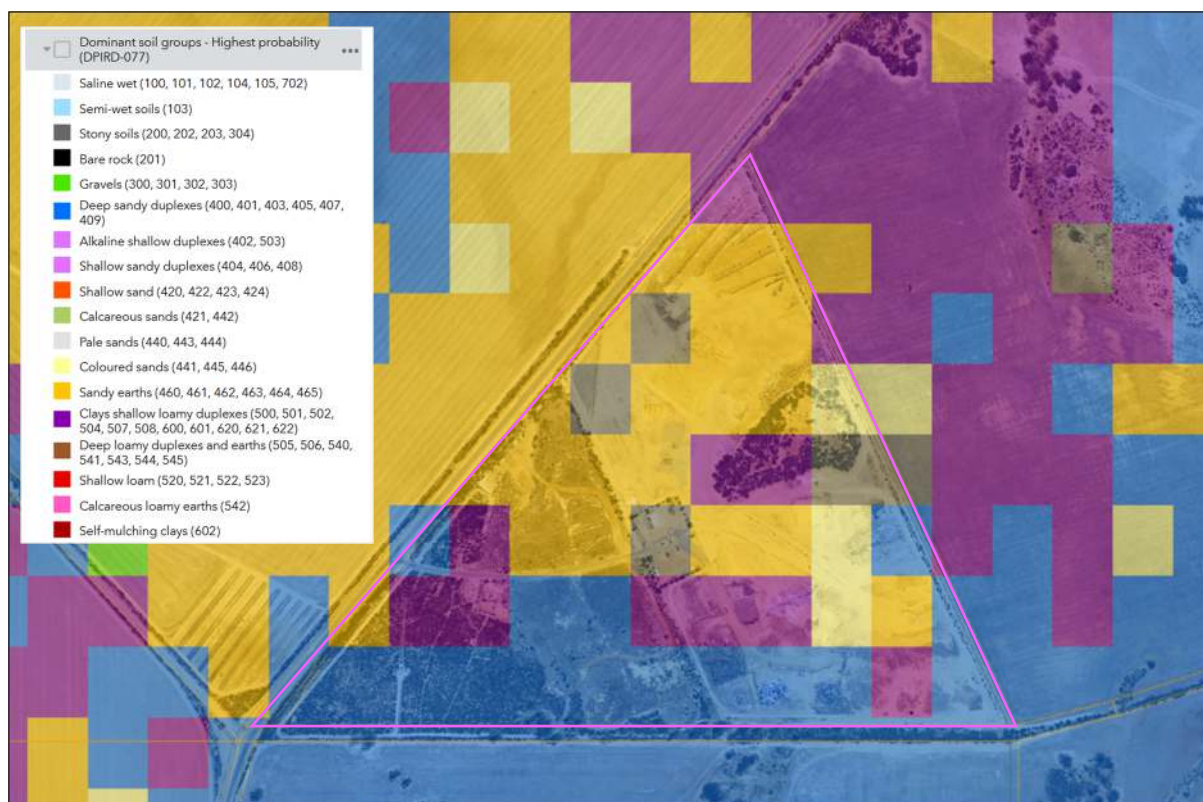 Dominant soil groups - Highest probability
(DPIRD-077)
Saline wet (100, 101, 102, 104, 105, 702)
Semi-wet soils (103)
Stony soils (200, 202, 203, 304)
Bare rock (201)
Gravels (300, 301, 302, 303)
Deep sandy duplexes (400, 401, 403, 405, 407,
409)
Alkaline shallow duplexes (402, 503)
Shallow sandy duplexes (404, 406, 408)
Shallow sand (420, 422, 423, 424)
Calcareous sands (421, 442)
Pale sands (440, 443, 444)
Coloured sands (441, 445, 446)
Sandy earths (460, 461, 462, 463, 464, 465)
Clays shallow loamy duplexes (500, 501, 502,
504, 507, 508, 600, 601, 620, 621, 622)
Deep loamy duplexes and earths (505, 506, 540,
541, 543, 544, 545)
Shallow loam (520, 521, 522, 523)
Calcareous loamy earths (542)
Self-mulching clays (602)